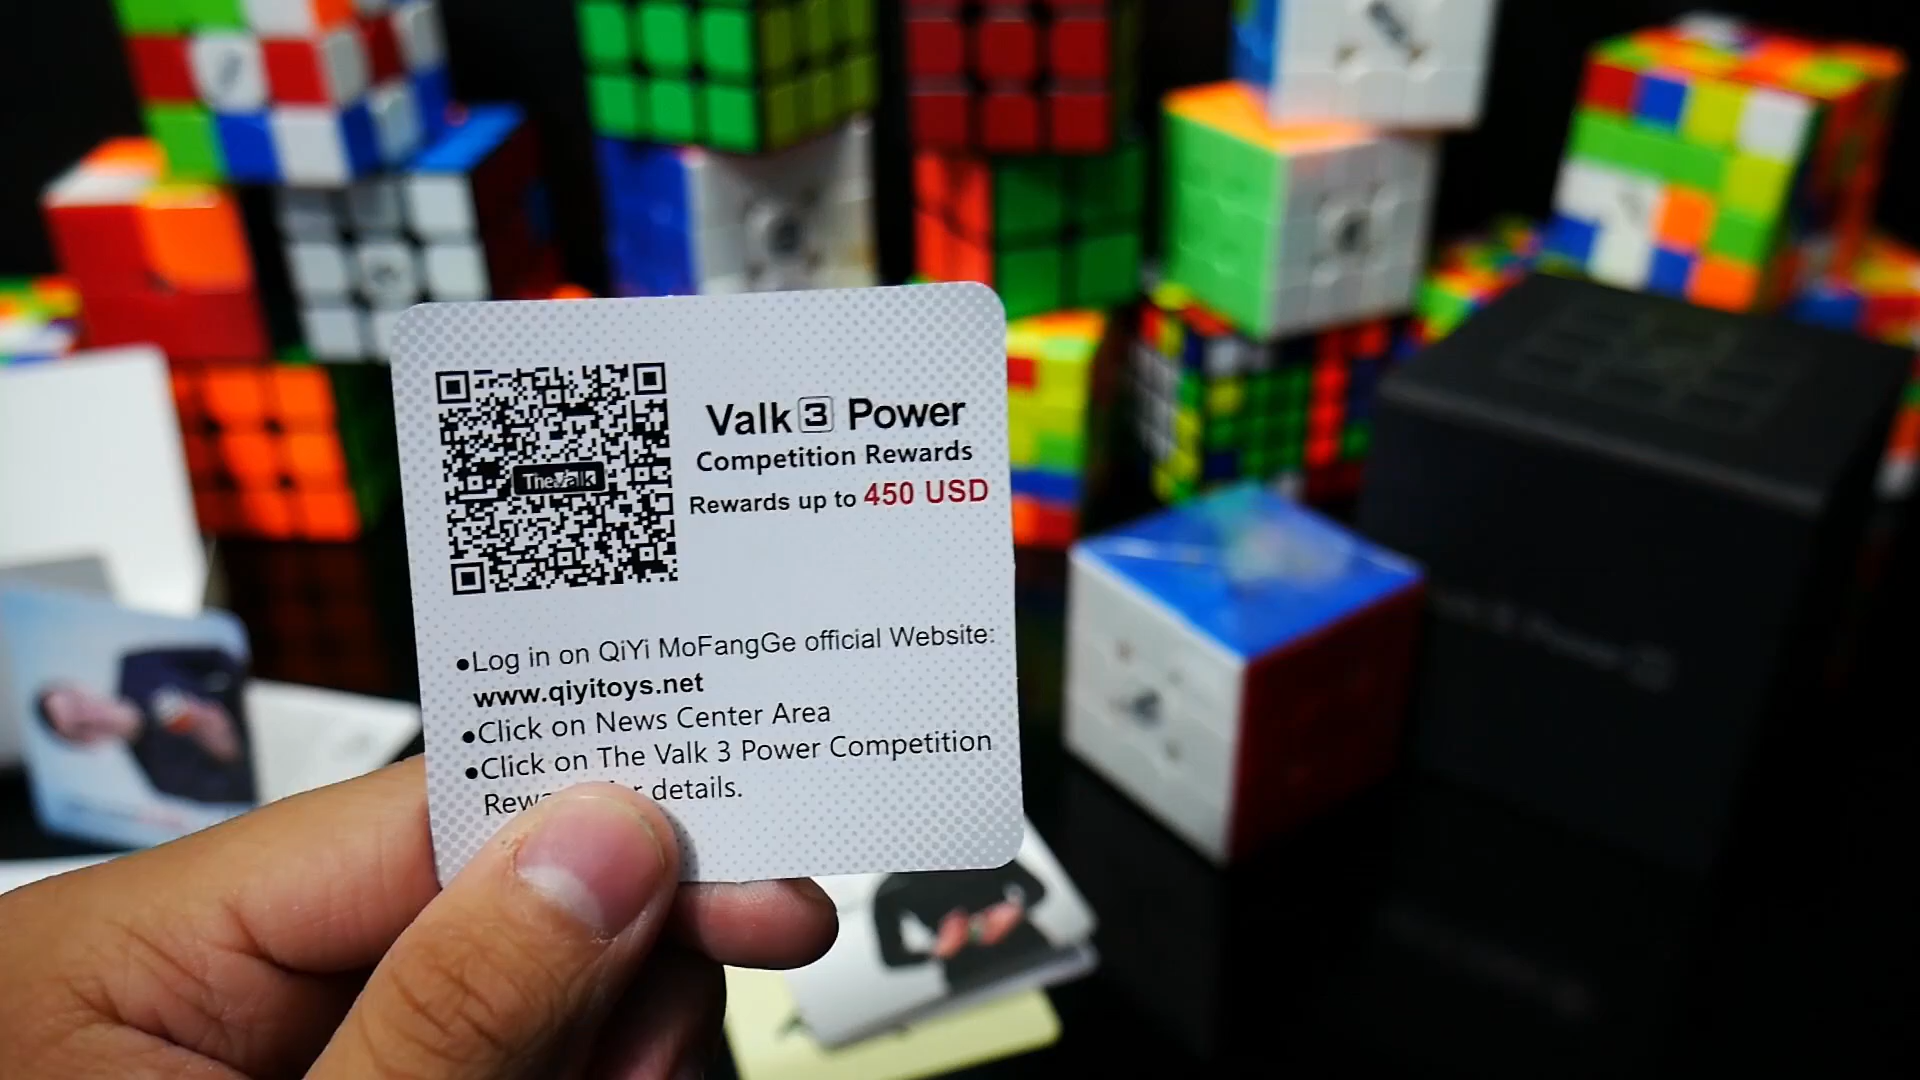 Valk 3 Power
Competition Rewards
Rewards up to 450 USD
TheValk
●Log in on QiYi MoFangGe official Website:
www.qiyitoys.net
●Click on News Center Area
●Click on The Valk 3 Power Competition
details.